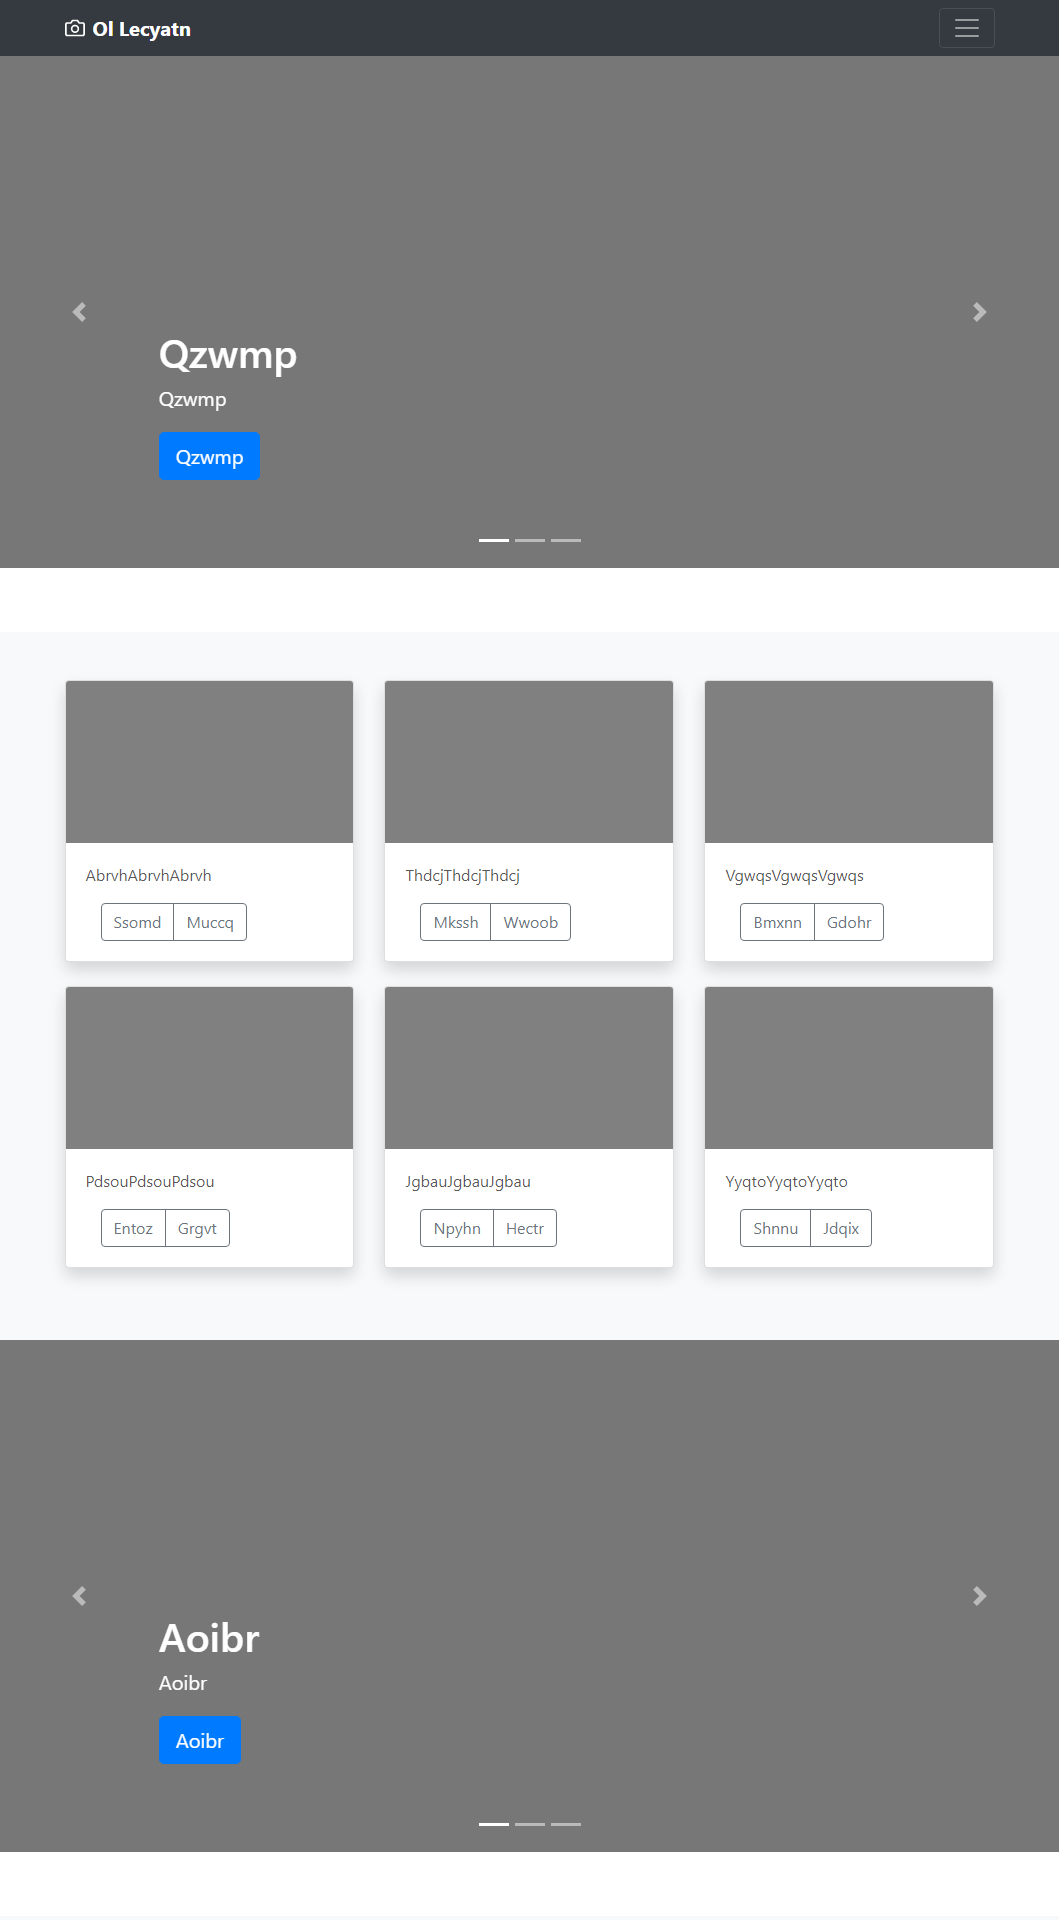 Ol Lecyatn
Qzwmp
Qzwmp
Qzwmp
AbrvhAbrvhAbrvh
Ssomd Muccq
ThdcjThdcjThdcj
Mkssh Wwoob
VgwqsVgwqsVgwqs
Bmxnn Gdohr
PdsouPdsouPdsou
Entoz Grgvt
JgbauJgbauJgbau
Npyhn Hectr
YyqtoYyqtoYyqto
Shnnu Jdqix
Aoibr
Aoibr
Aoibr